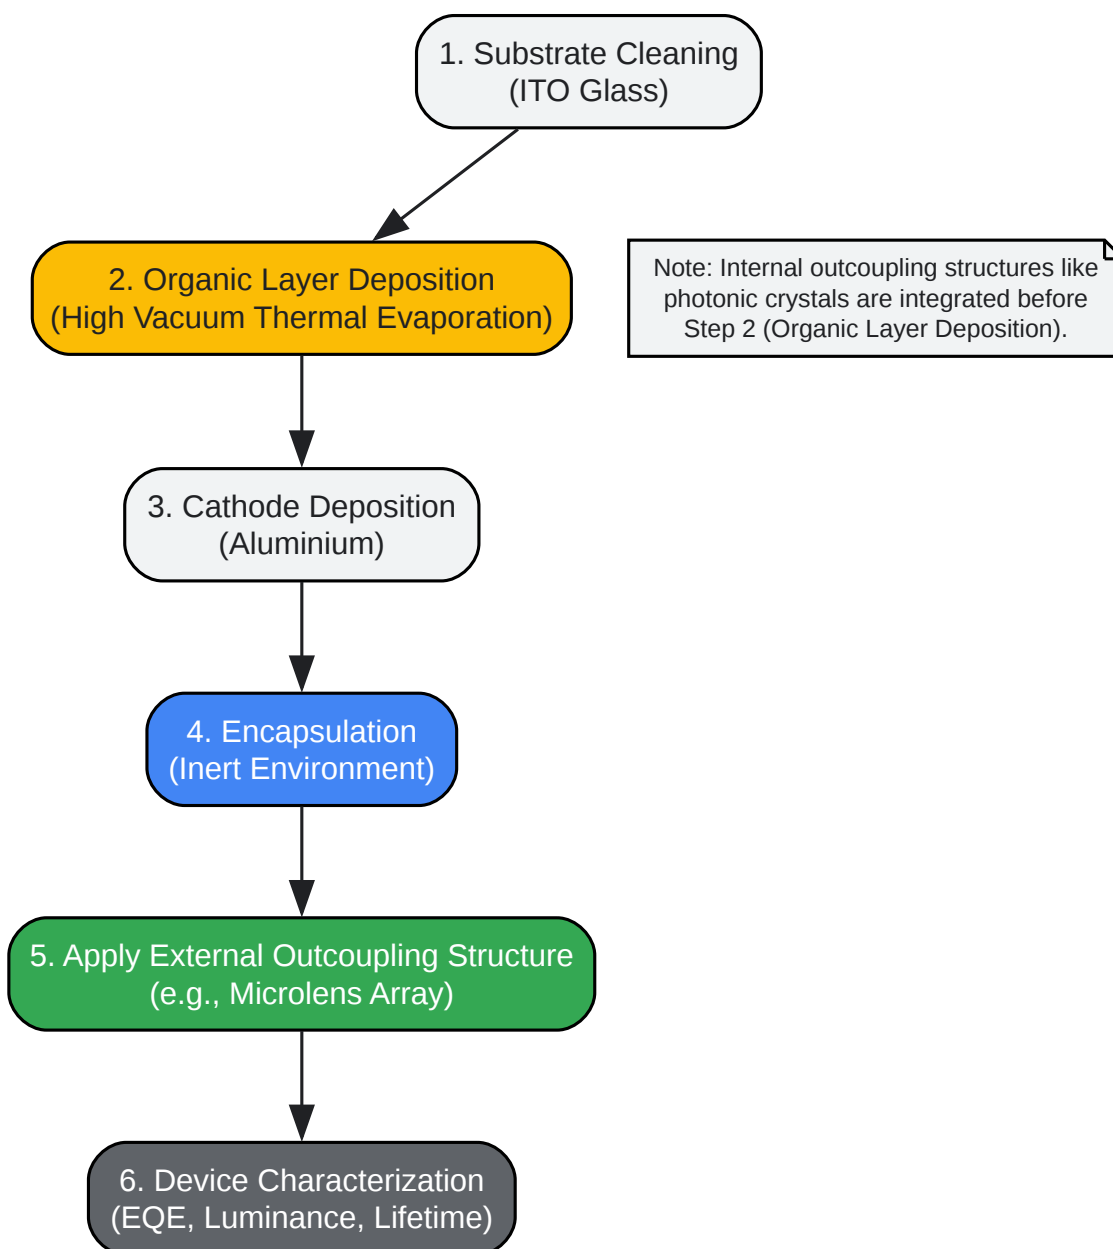 1. Substrate Cleaning
(ITO Glass)
2. Organic Layer Deposition
(High Vacuum Thermal Evaporation)
Note: Internal outcoupling structures like
photonic crystals are integrated before
Step 2 (Organic Layer Deposition).
3. Cathode Deposition
(Aluminium)
4. Encapsulation
(Inert Environment)
5. Apply External Outcoupling Structure
(e.g., Microlens Array)
6. Device Characterization
(EQE, Luminance, Lifetime)